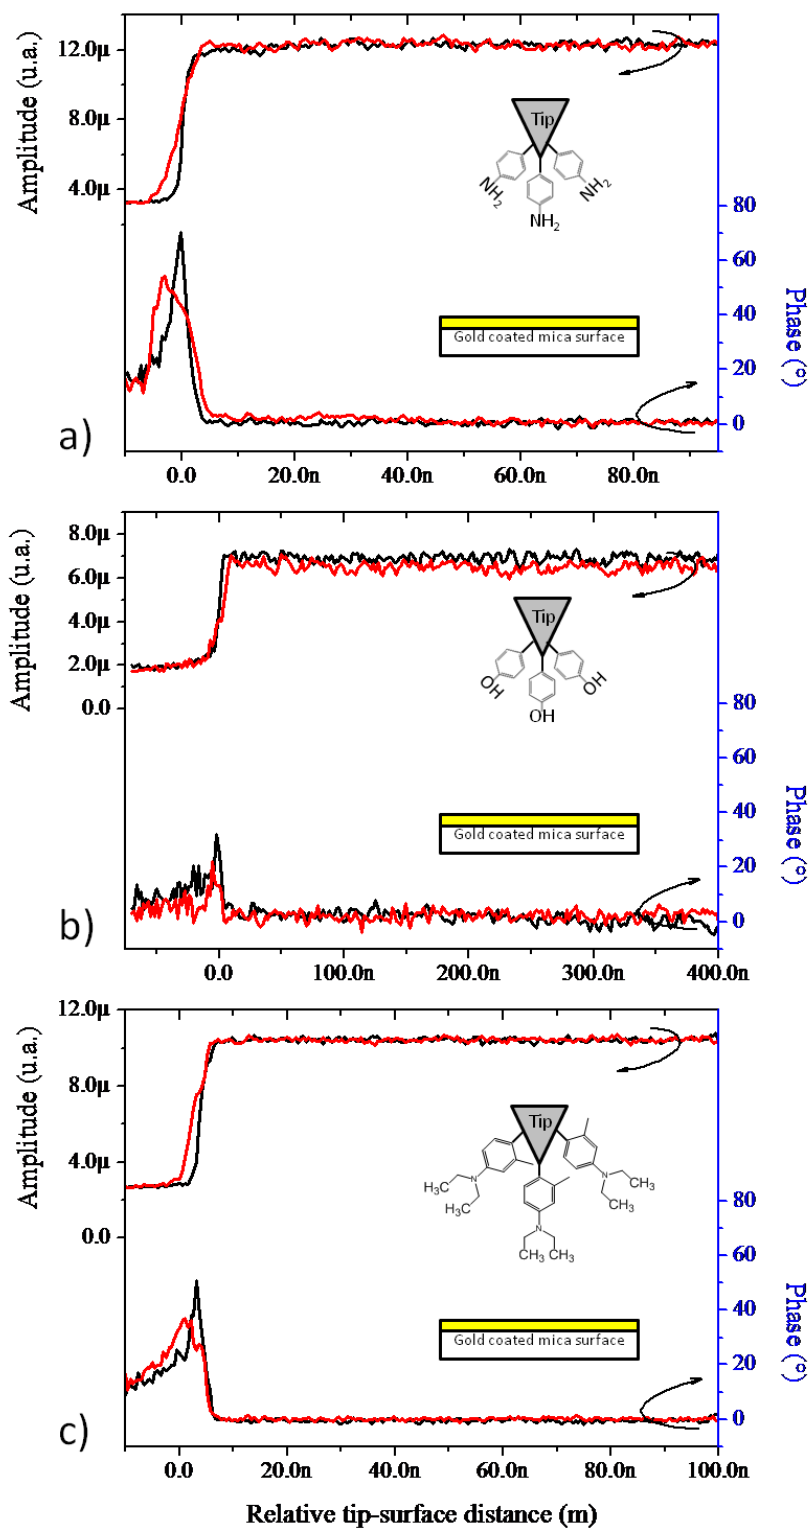 12.0µ
8.0µ
4.0µ
Amplitude (u.a.)
Tip
NH2
NH2
NH2
80
60
40
20
0
Phase (°)
Gold coated mica surface
a)
0.0
20.0n
40.0n
60.0n
80.0n
8.0µ
6.0µ
4.0µ
2.0µ
0.0
Amplitude (u.a.)
Tip
OH
OH
OH
80
60
40
20
0
Phase (°)
Gold coated mica surface
b)
0.0
100.0n
200.0n
300.0n
400.0n
12.0µ
8.0µ
4.0µ
0.0
Amplitude (u.a.)
Tip
N
H3C
CH3
N
CH3
CH3
N
CH3 CH3
80
60
40
20
0
Phase (°)
Gold coated mica surface
c)
0.0
20.0n
40.0n
60.0n
80.0n
100.0n
Relative tip-surface distance (m)